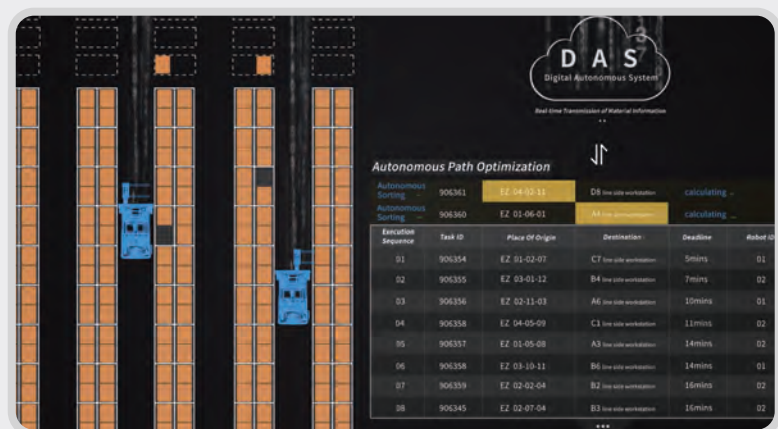 D A S
Digital Autonomous System
Real-time Transmission of Material Information
Autonomous Path Optimization
Autonomous Sorting 906361 EZ 04-02-11 D8 line side workstation calculating
Autonomous Sorting 906360 EZ 01-06-01 A4 line side workstation calculating
Execution Sequence Task ID Place Of Origin Destination Deadline Robot ID
01 906354 EZ 01-02-07 C7 line side workstation 5mins 01
02 906355 EZ 03-01-12 B4 line side workstation 7mins 02
03 906356 EZ 02-11-03 A6 line side workstation 10mins 01
04 906358 EZ 04-05-09 C1 line side workstation 11mins 02
05 906357 EZ 01-05-08 A3 line side workstation 14mins 02
06 906358 EZ 03-10-11 B6 line side workstation 14mins 01
07 906359 EZ 02-02-04 B2 line side workstation 16mins 02
08 906345 EZ 02-07-04 B3 line side workstation 16mins 02